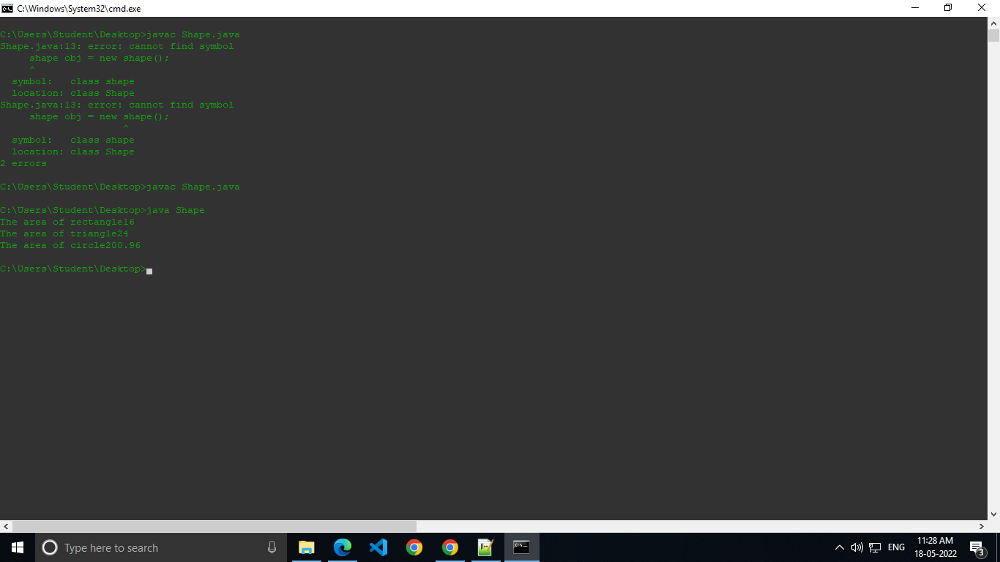 C:\Windows\System32\cmd.exe
C:\Users\Student\Desktop>javac Shape.java
Shape.java:13: error: cannot find symbol
     shape obj = new shape();
     ^
  symbol:   class shape
  location: class Shape
Shape.java:13: error: cannot find symbol
     shape obj = new shape();
                     ^
  symbol:   class shape
  location: class Shape
2 errors
C:\Users\Student\Desktop>javac Shape.java
C:\Users\Student\Desktop>java Shape
The area of rectangle16
The area of triangle24
The area of circle200.96
C:\Users\Student\Desktop>
Type here to search
ENG
11:28 AM
18-05-2022
3